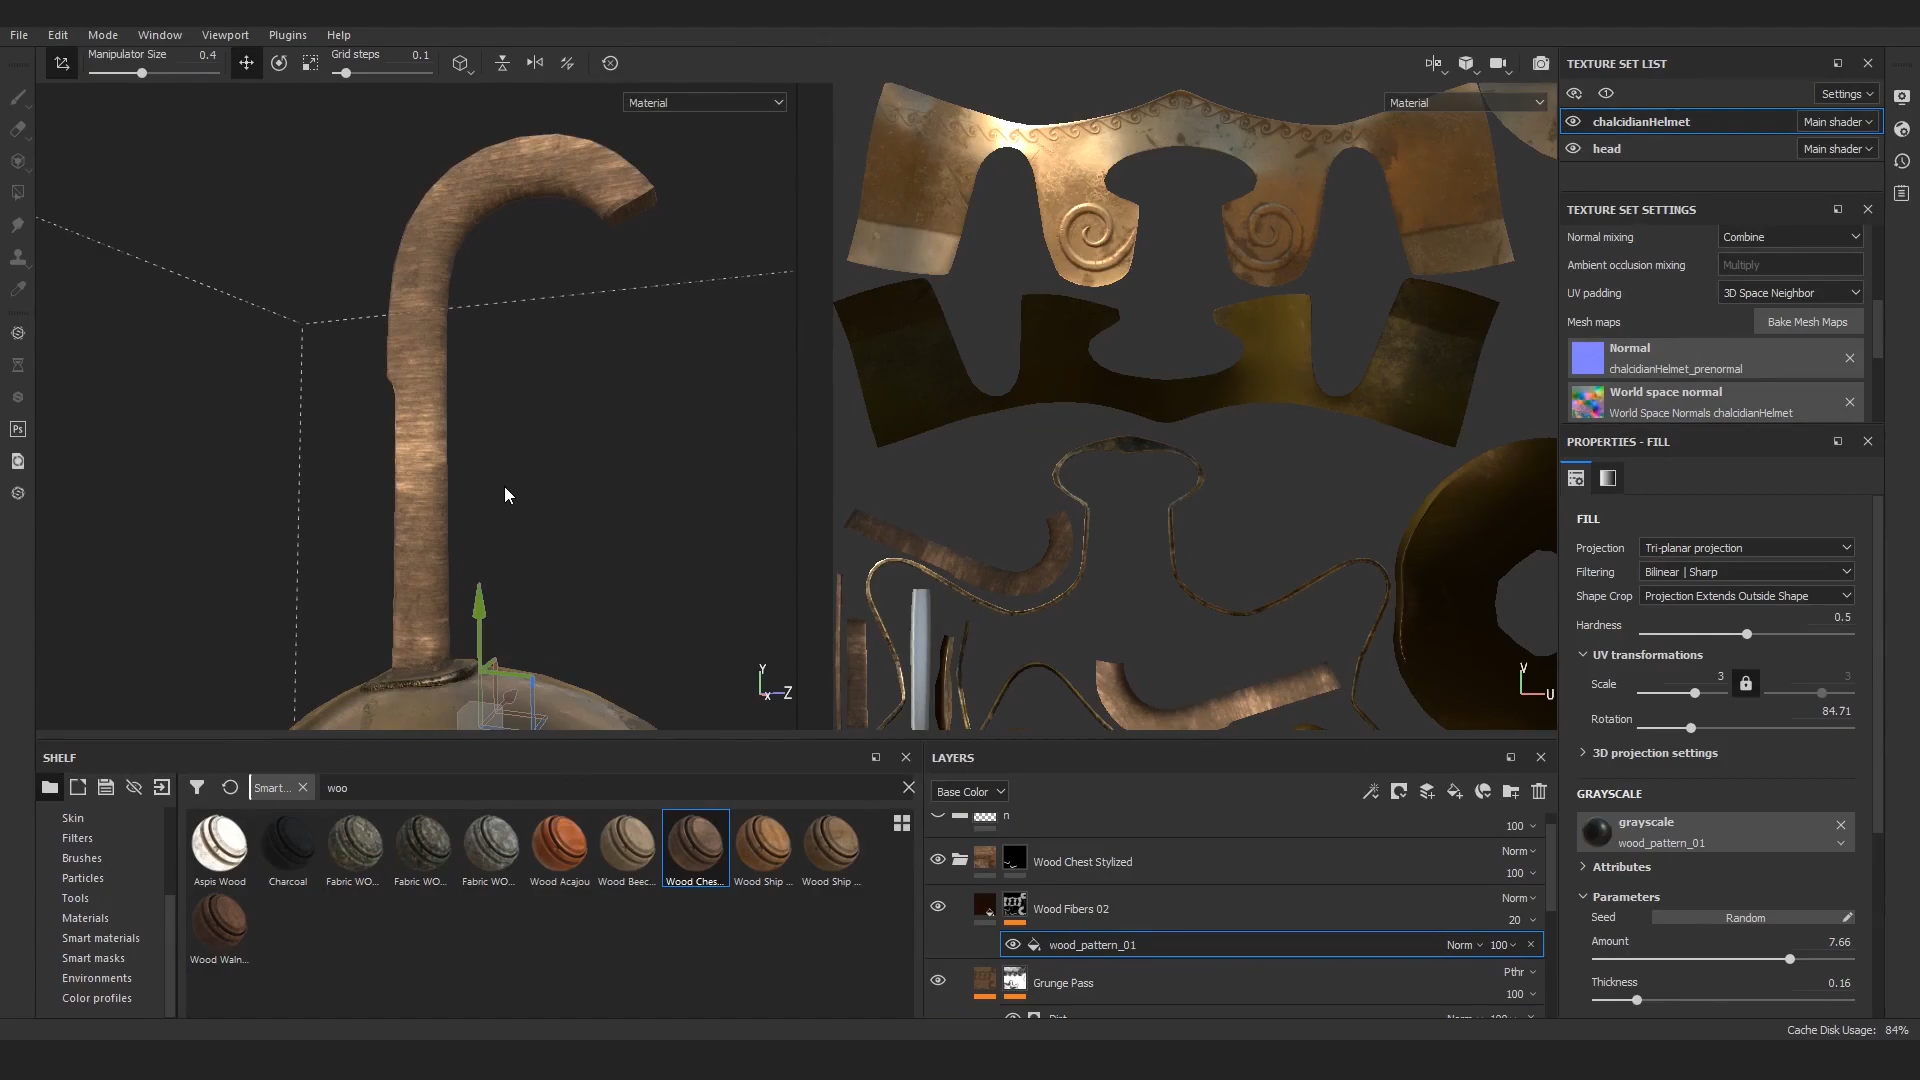 File Edit Mode Window Viewport Plugins Help
Manipulator Size 0.4 Grid steps 0.1
Material
Material
Y
Z
X
V
U
TEXTURE SET LIST
Settings
chalcidianHelmet Main shader
head Main shader
TEXTURE SET SETTINGS
Normal mixing Combine
Ambient occlusion mixing Multiply
UV padding 3D Space Neighbor
Mesh maps Bake Mesh Maps
Normal
chalcidianHelmet_prenormal
World space normal
World Space Normals chalcidianHelmet
PROPERTIES - FILL
FILL
Projection Tri-planar projection
Filtering Bilinear | Sharp
Shape Crop Projection Extends Outside Shape
Hardness 0.5
UV transformations
Scale 3 3
Rotation 84.71
3D projection settings
GRAYSCALE
grayscale
wood_pattern_01
Attributes
Parameters
Seed Random
Amount 7.66
Thickness 0.16
SHELF
Smart... woo
Skin
Filters
Brushes
Particles
Tools
Materials
Smart materials
Smart masks
Environments
Color profiles
Aspis Wood Charcoal Fabric WO... Fabric WO... Fabric WO... Wood Acajou Wood Beec... Wood Ches... Wood Ship ... Wood Ship ...
Wood Waln...
LAYERS
Base Color
n
100
Wood Chest Stylized Norm
100
Wood Fibers 02 Norm
20
wood_pattern_01 Norm 100
Grunge Pass Pthr
100
Ps
Cache Disk Usage: 84%